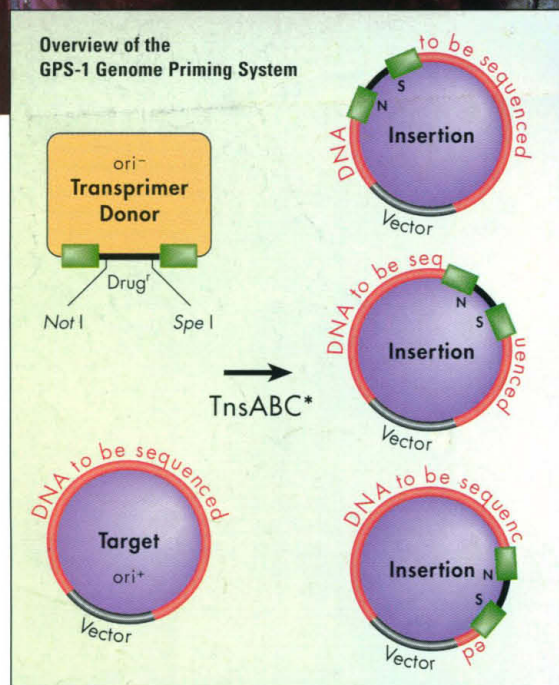 Overview of the
GPS-1 Genome Priming System
ori⁻
Transprimer
Donor
Drugʳ
Not I
Spe I
TnsABC*
DNA to be sequenced
Target
ori⁺
Vector
DNA to be sequenced
N
S
Insertion
Vector
DNA to be seq uenced
N
S
Insertion
Vector
DNA to be sequenc ed
N
S
Insertion
Vector